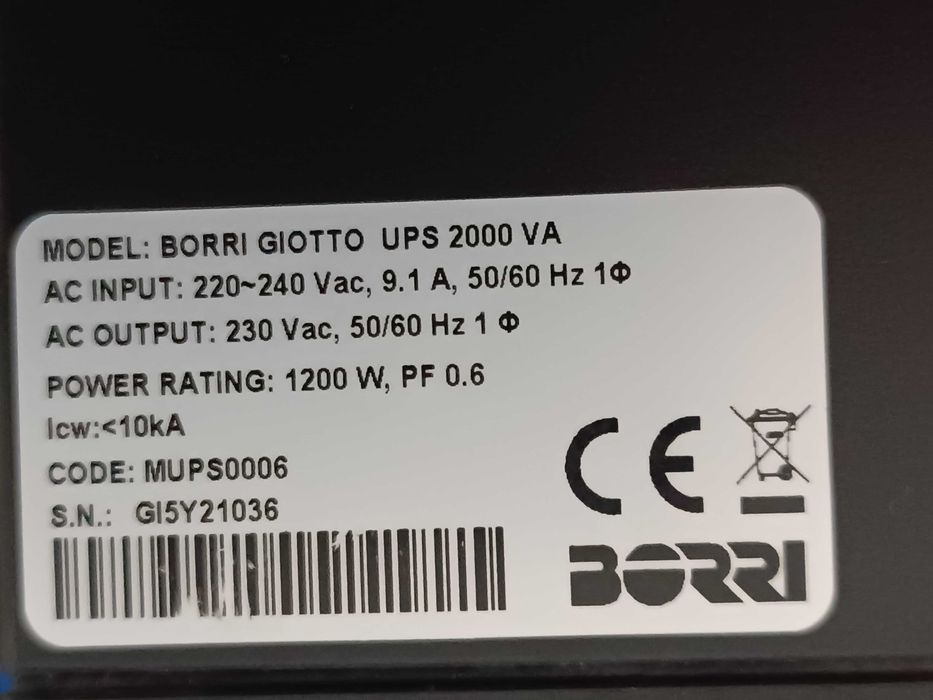 MODEL: BORRI GIOTTO UPS 2000 VA
AC INPUT: 220~240 Vac, 9.1 A, 50/60 Hz 1Φ
AC OUTPUT: 230 Vac, 50/60 Hz 1 Φ
POWER RATING: 1200 W, PF 0.6
Icw:<10kA
CODE: MUPS0006
S.N.: GI5Y21036
CE
BORRI